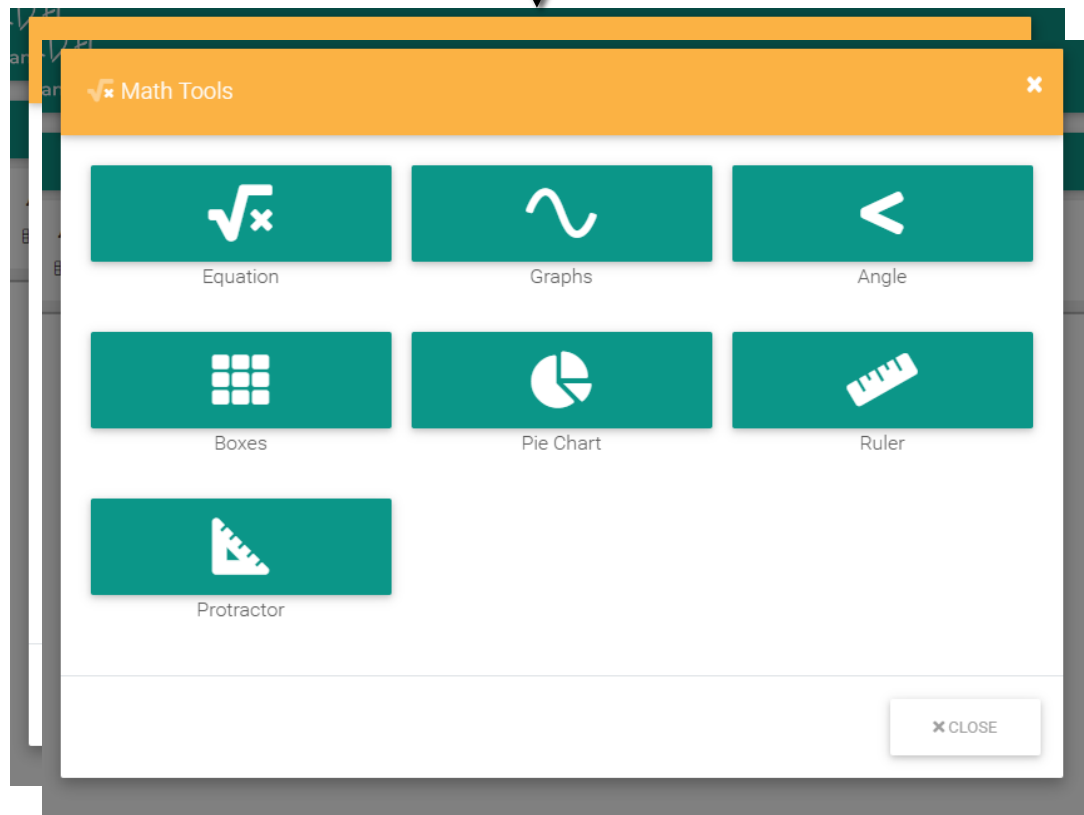 Math Tools
Equation
Graphs
Angle
Boxes
Pie Chart
Ruler
Protractor
CLOSE